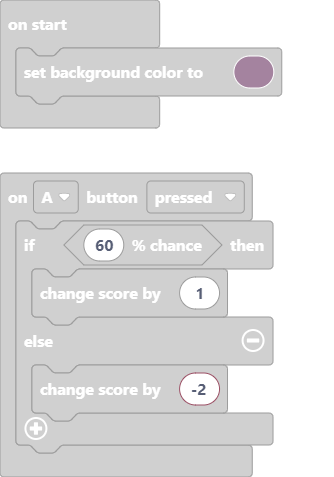 on start
set background color to
on A button pressed
if 60 % chance then
change score by 1
else
change score by -2